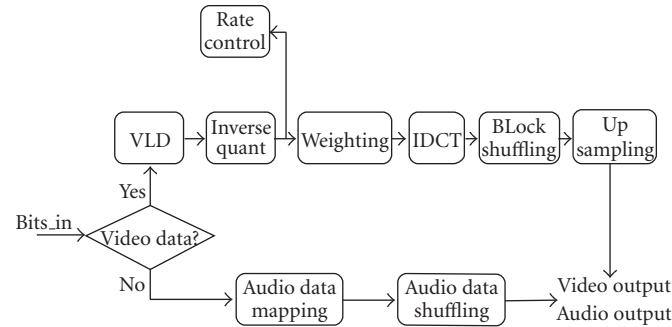 Rate
control
VLD
Inverse
quant
Weighting
IDCT
BLock
shuffling
Up
sampling
Yes
Bits_in
Video data?
No
Audio data
mapping
Audio data
shuffling
Video output
Audio output